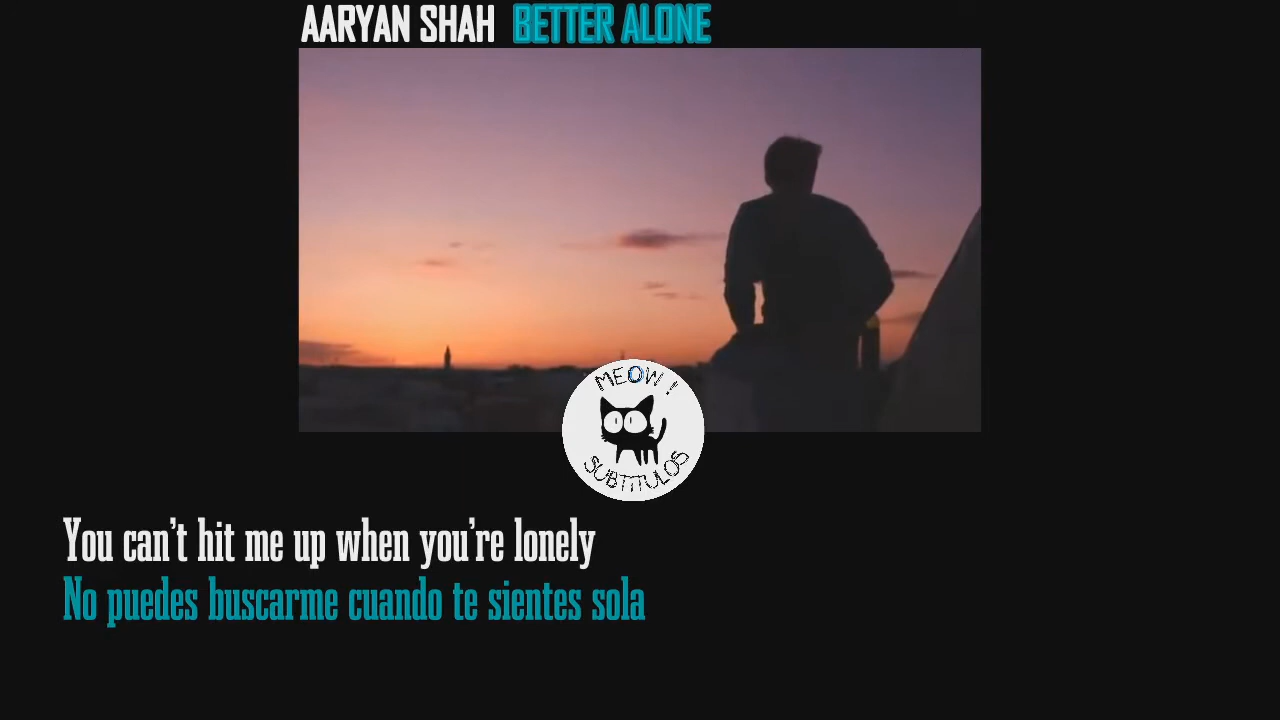 AARYAN SHAH BETTER ALONE
MEOW !
SUBTITULOS
You can't hit me up when you're lonely
No puedes buscarme cuando te sientes sola